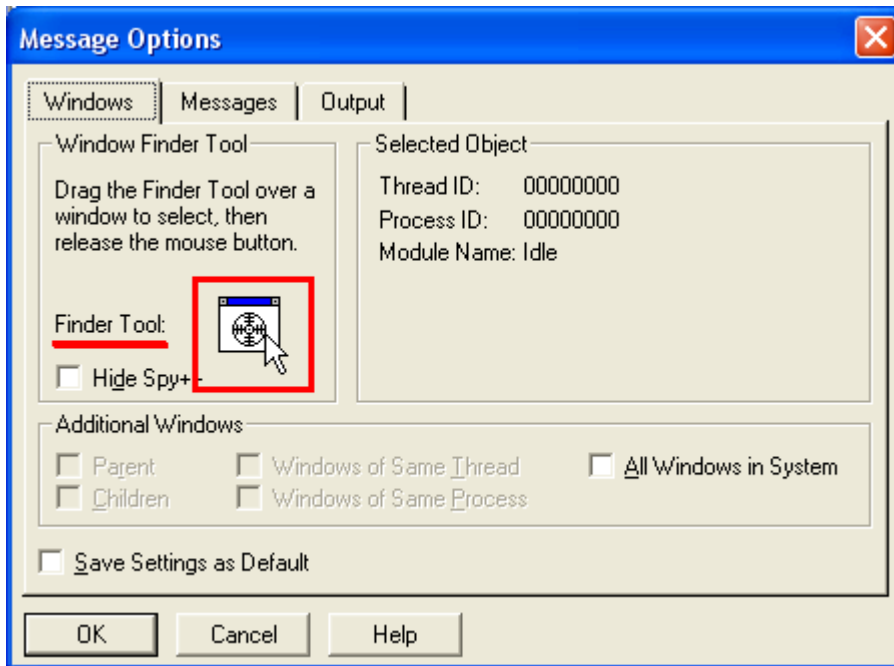 Message Options
Windows
Messages
Output
Window Finder Tool
Drag the Finder Tool over a
window to select, then
release the mouse button.
Finder Tool:
Hide Spy++
Selected Object
Thread ID: 00000000
Process ID: 00000000
Module Name: Idle
Additional Windows
Parent
Windows of Same Thread
All Windows in System
Children
Windows of Same Process
Save Settings as Default
OK
Cancel
Help